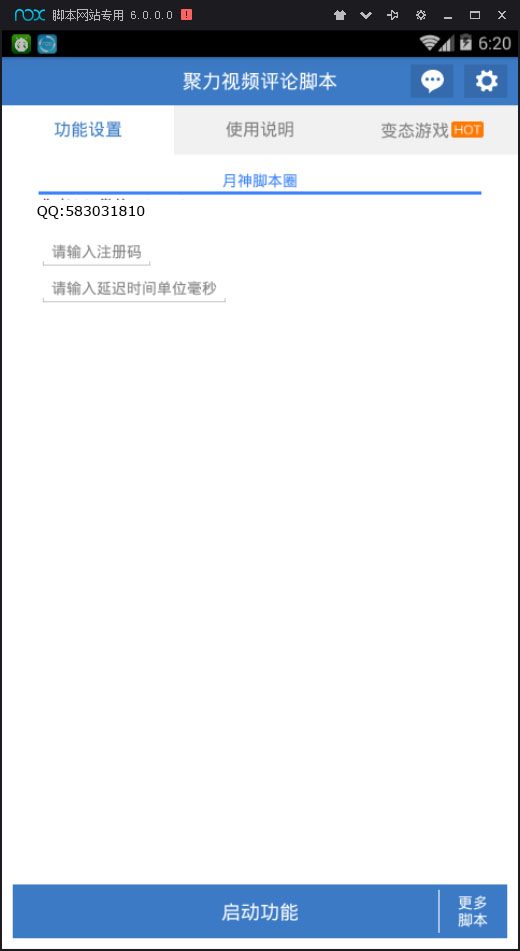 nox 脚本网站专用 6.0.0.0
6:20
聚力视频评论脚本
功能设置
使用说明
变态游戏 HOT
月神脚本圈
QQ:583031810
请输入注册码
请输入延迟时间单位毫秒
启动功能
更多
脚本